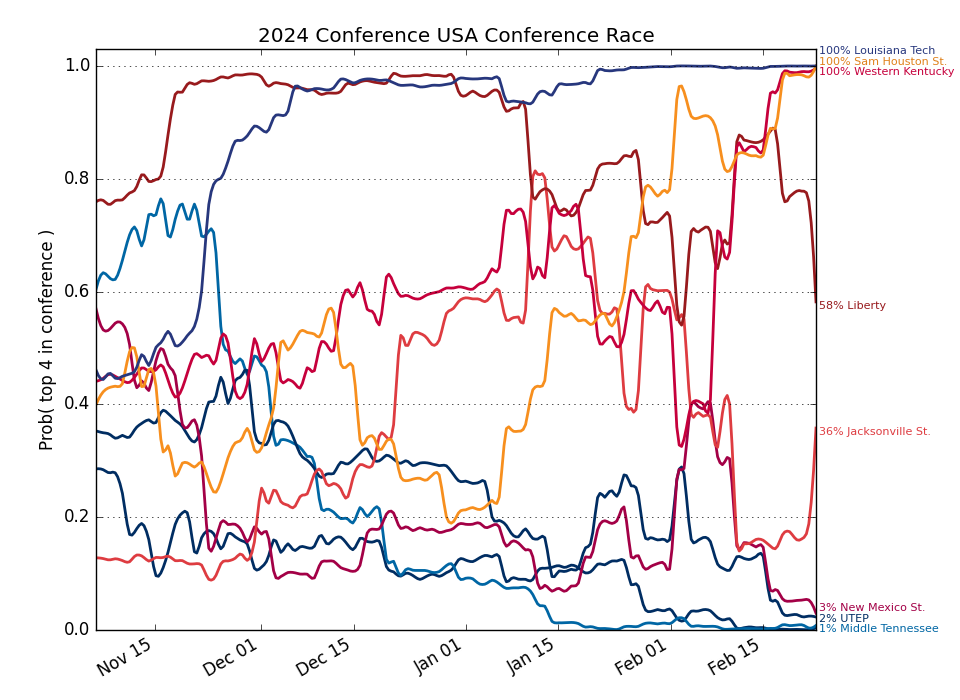 2024 Conference USA Conference Race
Prob( top 4 in conference )
1.0
0.8
0.6
0.4
0.2
0.0
Nov 15
Dec 01
Dec 15
Jan 01
Jan 15
Feb 01
Feb 15
100% Louisiana Tech
100% Sam Houston St.
100% Western Kentucky
58% Liberty
36% Jacksonville St.
3% New Mexico St.
2% UTEP
1% Middle Tennessee